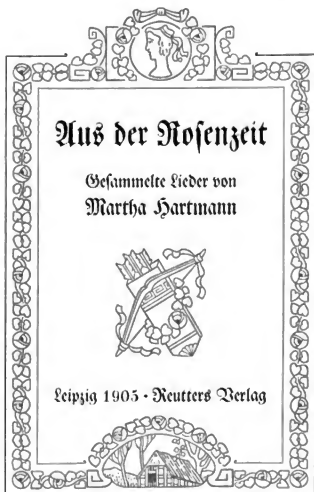 Aus der Rosenzeit
Gesammelte Lieder von
Martha Hartmann
Leipzig 1905 · Reutters Verlag